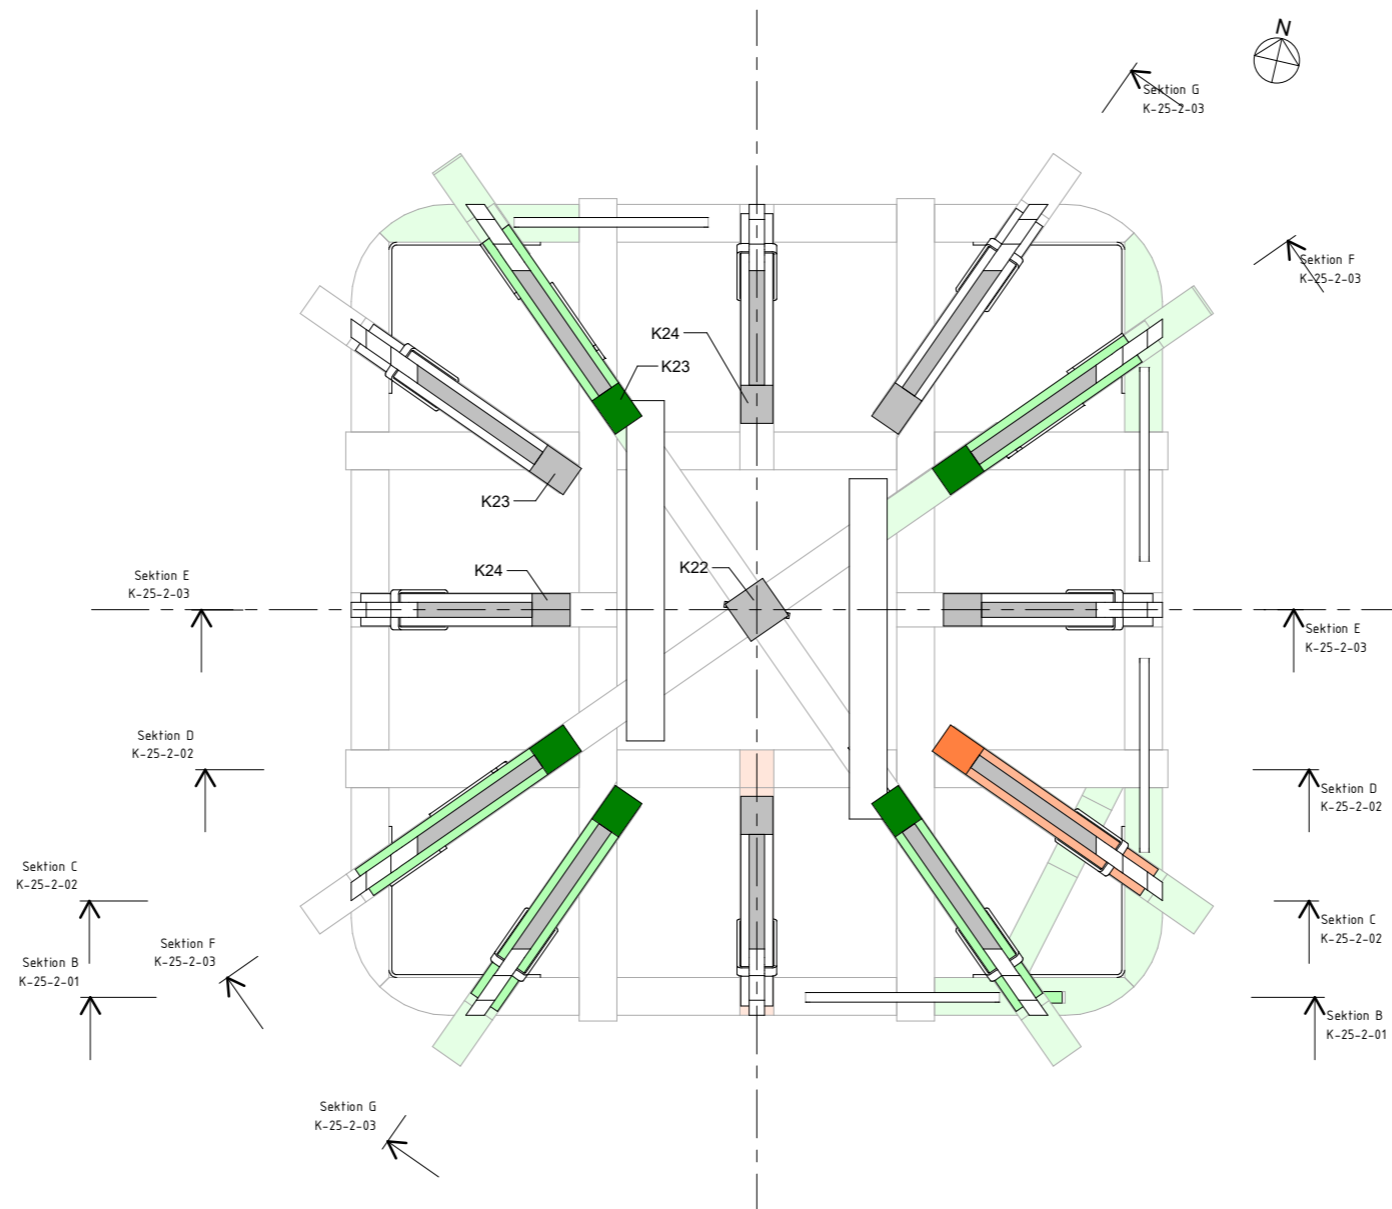 N
Sektion G
K-25-2-03
Sektion F
K-25-2-03
K24
K23
K23
K24
K22
Sektion E
K-25-2-03
Sektion E
K-25-2-03
Sektion D
K-25-2-02
Sektion D
K-25-2-02
Sektion C
K-25-2-02
Sektion C
K-25-2-02
Sektion F
K-25-2-03
Sektion B
K-25-2-01
Sektion B
K-25-2-01
Sektion G
K-25-2-03